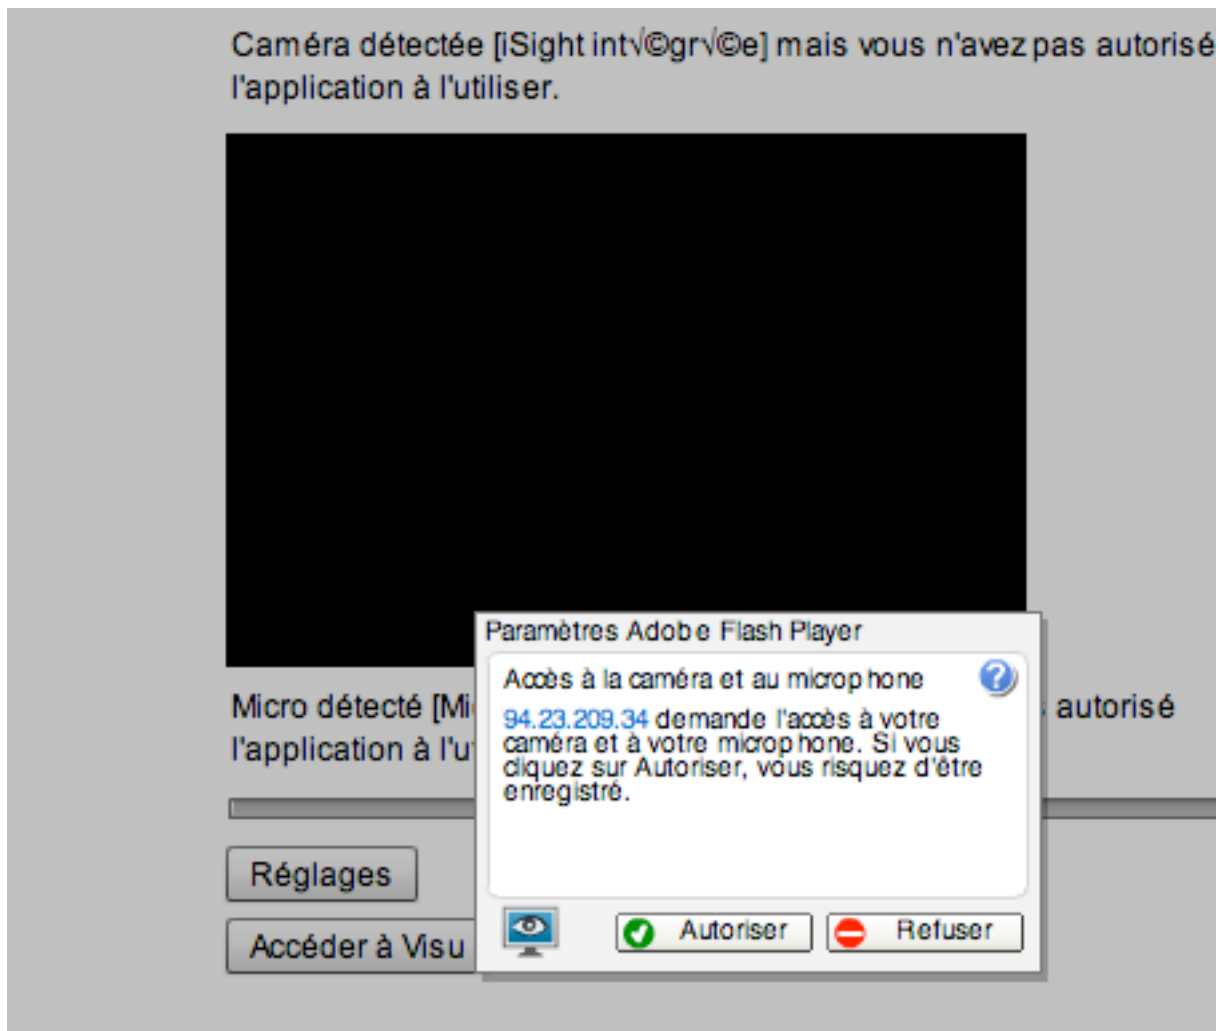 Caméra détectée [iSight int√©gr√©e] mais vous n'avez pas autorisé
l'application à l'utiliser.
Paramètres Adobe Flash Player
Accès à la caméra et au microphone
94.23.209.34 demande l'accès à votre
caméra et à votre microphone. Si vous
cliquez sur Autoriser, vous risquez d'être
enregistré.
Autoriser
Refuser
Micro détecté [Mi autorisé
l'application à l'u
Réglages
Accéder à Visu